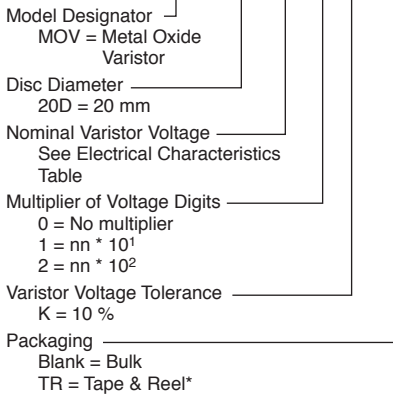 Model Designator
MOV = Metal Oxide
Varistor
Disc Diameter
20D = 20 mm
Nominal Varistor Voltage
See Electrical Characteristics
Table
Multiplier of Voltage Digits
0 = No multiplier
1 = nn * 10¹
2 = nn * 10²
Varistor Voltage Tolerance
K = 10 %
Packaging
Blank = Bulk
TR = Tape & Reel*